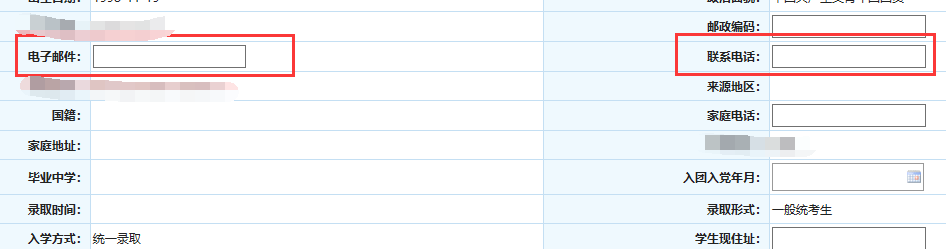 邮政编码：
电子邮件：
联系电话：
来源地区：
国籍：
家庭电话：
家庭地址：
毕业中学：
入团入党年月：
录取时间：
录取形式： 一般统考生
入学方式： 统一录取
学生现住址：